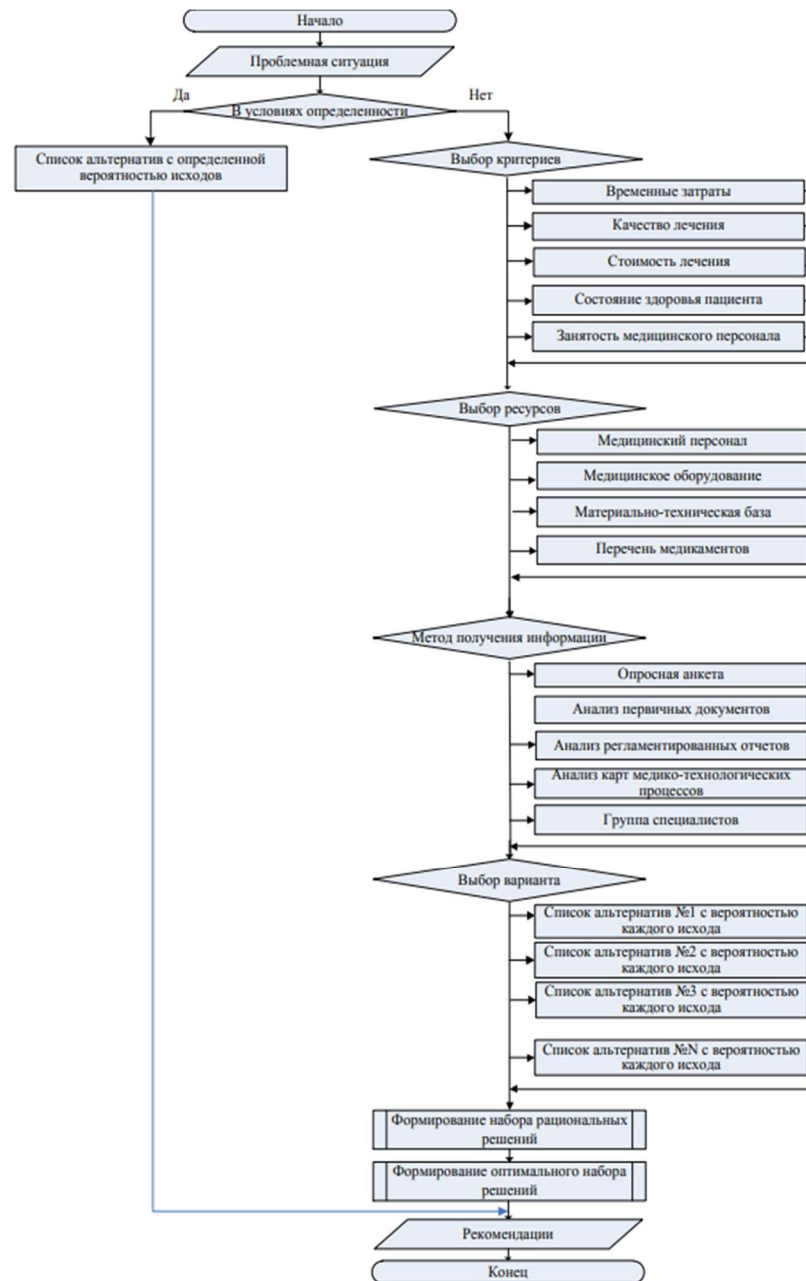 Начало
Проблемная ситуация
Да
Нет
В условиях определенности
Список альтернатив с определенной
вероятностью исходов
Выбор критериев
Временные затраты
Качество лечения
Стоимость лечения
Состояние здоровья пациента
Занятость медицинского персонала
Выбор ресурсов
Медицинский персонал
Медицинское оборудование
Материально-техническая база
Перечень медикаментов
Метод получения информации
Опросная анкета
Анализ первичных документов
Анализ регламентированных отчетов
Анализ карт медико-технологических
процессов
Группа специалистов
Выбор варианта
Список альтернатив №1 с вероятностью
каждого исхода
Список альтернатив №2 с вероятностью
каждого исхода
Список альтернатив №3 с вероятностью
каждого исхода
Список альтернатив №N с вероятностью
каждого исхода
Формирование набора рациональных
решений
Формирование оптимального набора
решений
Рекомендации
Конец